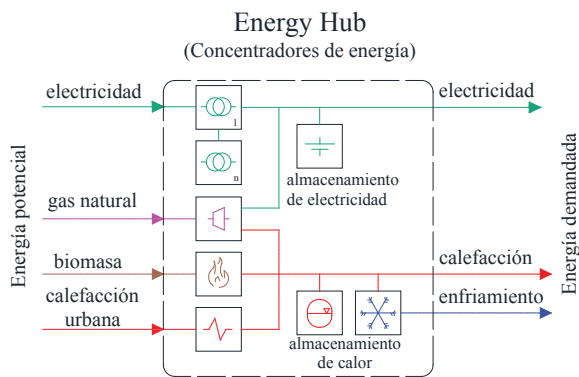 Energy Hub
(Concentradores de energía)
electricidad
electricidad
1
n
almacenamiento
de electricidad
Energía potencial
gas natural
Energía demandada
biomasa
calefacción
calefacción
urbana
enfriamiento
almacenamiento
de calor